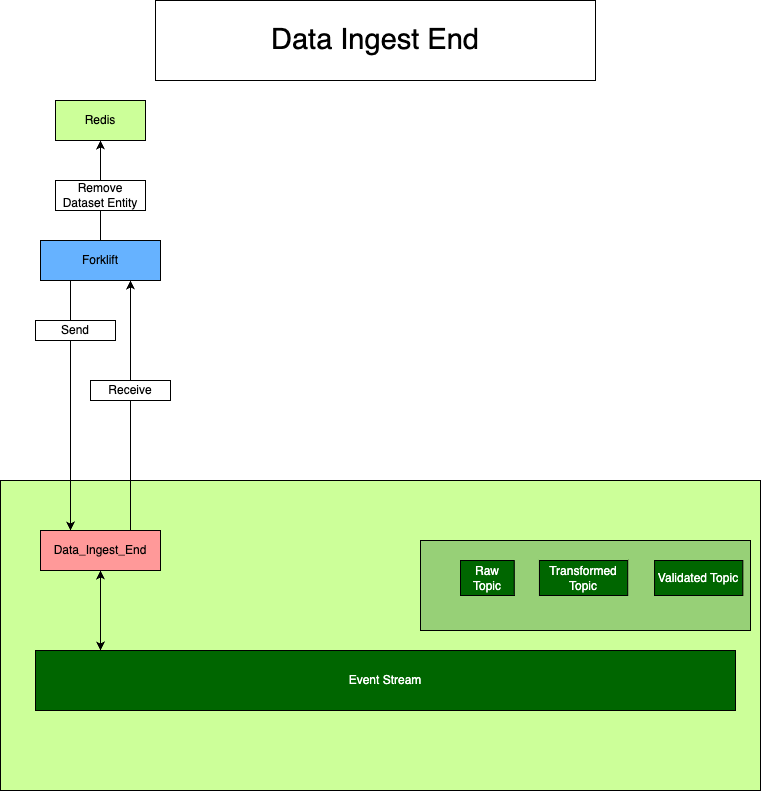 Data Ingest End
Redis
Remove
Dataset Entity
Forklift
Send
Receive
Data_Ingest_End
Raw
Topic
Transformed
Topic
Validated Topic
Event Stream